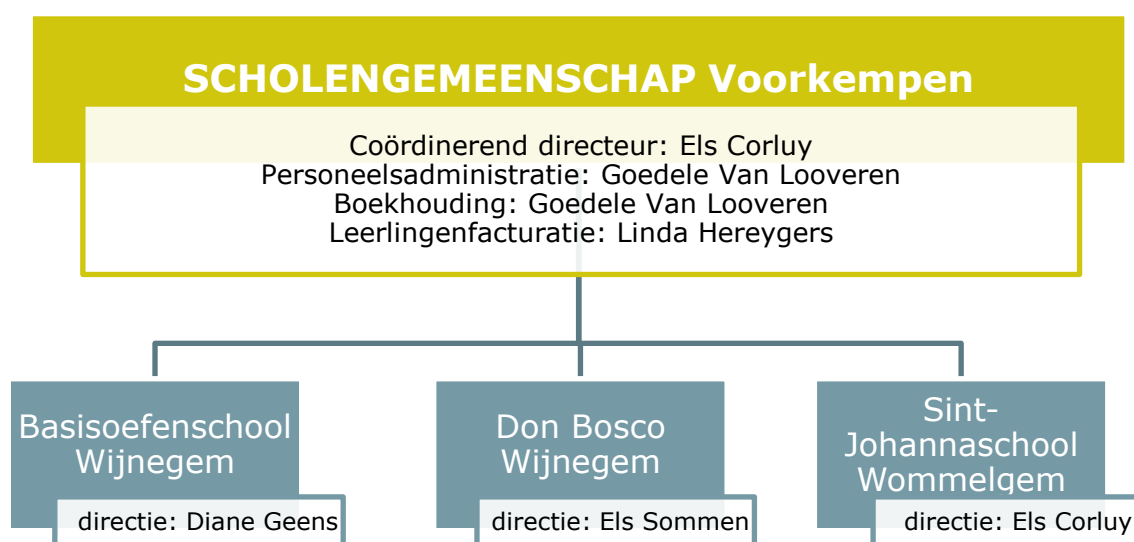 SCHOLENGEMEENSCHAP Voorkempen
Coördinerend directeur: Els Corluy
Personeelsadministratie: Goedele Van Looveren
Boekhouding: Goedele Van Looveren
Leerlingenfacturatie: Linda Hereygers
Basisoefenschool
Wijnegem
directie: Diane Geens
Don Bosco
Wijnegem
directie: Els Sommen
Sint-
Johannaschool
Wommelgem
directie: Els Corluy